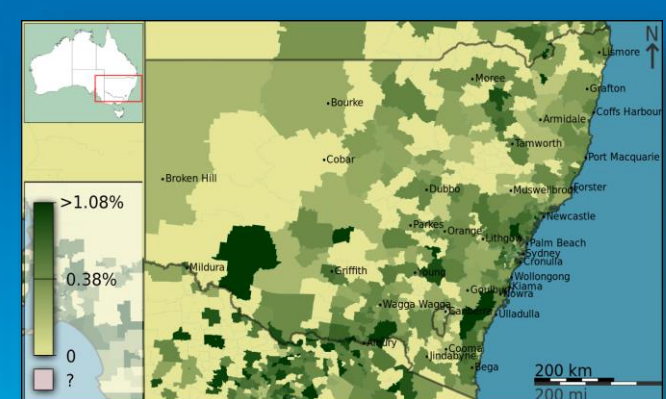 N
•Lismore
•Moree
•Grafton
•Bourke
•Coffs Harbour
•Armidale
•Tamworth
•Cobar
•Port Macquarie
•Broken Hill
•Dubbo
•Muswellbrook
Forster
>1.08%
•Newcastle
•Parkes
•Orange
•Lithgow
•Palm Beach
•Sydney
•Cronulla
•Mildura
•Griffith
•Young
•Wollongong
0.38%
•Goulburn
•Kiama
•Nowra
•Wagga Wagga
•Canberra
•Ulladulla
•Albury
•Cooma
0
•Jindabyne
•Bega
?
200 km
200 mi